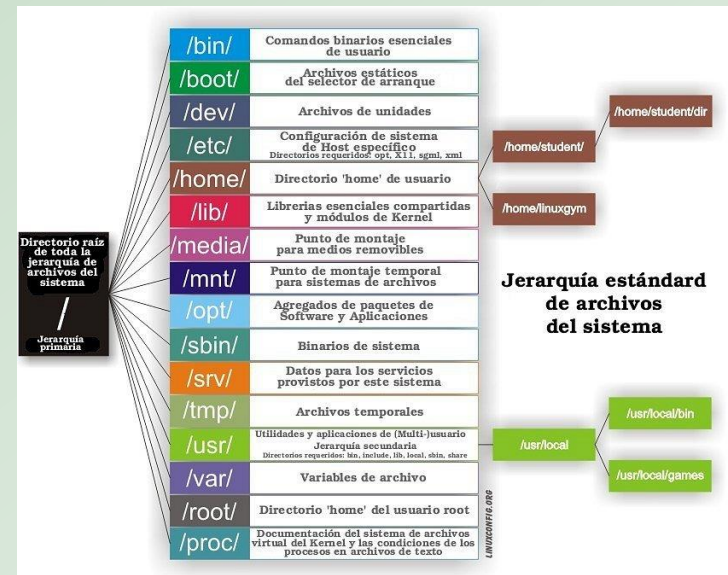 /bin/
Comandos binarios esenciales
de usuario
/boot/
Archivos estáticos
del selector de arranque
/dev/
Archivos de unidades
/etc/
Configuración de sistema
de Host específico
Directorios requeridos: opt, X11, sgml, xml
/home/
Directorio 'home' de usuario
/home/student/
/home/student/dir
/home/linuxgym
/lib/
Librerias esenciales compartidas
y módulos de Kernel
/media/
Punto de montaje
para medios removibles
/mnt/
Punto de montaje temporal
para sistemas de archivos
/opt/
Agregados de paquetes de
Software y Aplicaciones
/sbin/
Binarios de sistema
/srv/
Datos para los servicios
provistos por este sistema
/tmp/
Archivos temporales
/usr/
Utilidades y aplicaciones de (Multi-)usuario
Jerarquía secundaria
Directorios requeridos: bin, include, lib, local, sbin, share
/usr/local
/usr/local/bin
/usr/local/games
/var/
Variables de archivo
/root/
Directorio 'home' del usuario root
/proc/
Documentación del sistema de archivos
virtual del Kernel y las condiciones de los
procesos en archivos de texto
Directorio raíz
de toda la
jerarquía de
archivos del
sistema
/
Jerarquía
primaria
Jerarquía estándard
de archivos
del sistema
LINUXCONFIG.ORG